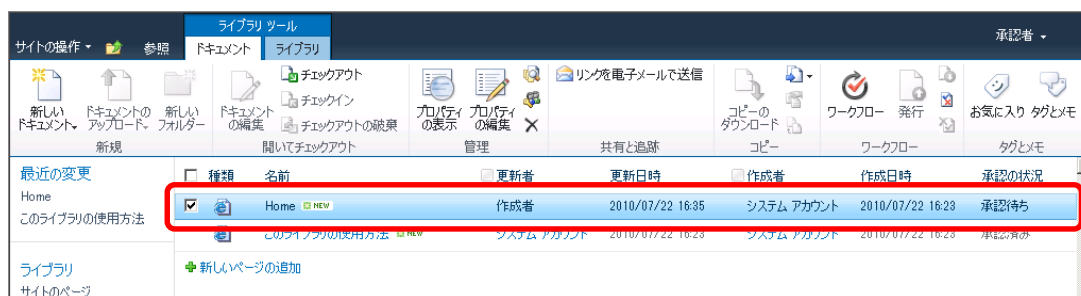 ライブラリ ツール
サイトの操作 参照 ドキュメント ライブラリ 承認者
新しいドキュメント ドキュメントのアップロード 新しいフォルダー
新規
ドキュメントの編集 チェックアウト
チェックイン
チェックアウトの破棄
開いてチェックアウト
プロパティの表示 プロパティの編集
管理
リンクを電子メールで送信
共有と追跡
コピーのダウンロード
コピー
ワークフロー 発行
ワークフロー
お気に入り タグとメモ
タグとメモ
最近の変更
Home
このライブラリの使用方法
ライブラリ
サイトのページ
種類 名前 更新者 更新日時 作成者 作成日時 承認の状況
Home NEW 作成者 2010/07/22 16:35 システム アカウント 2010/07/22 16:23 承認待ち
このライブラリの使用方法 NEW システム アカウント 2010/07/22 16:23 システム アカウント 2010/07/22 16:23 承認済み
新しいページの追加